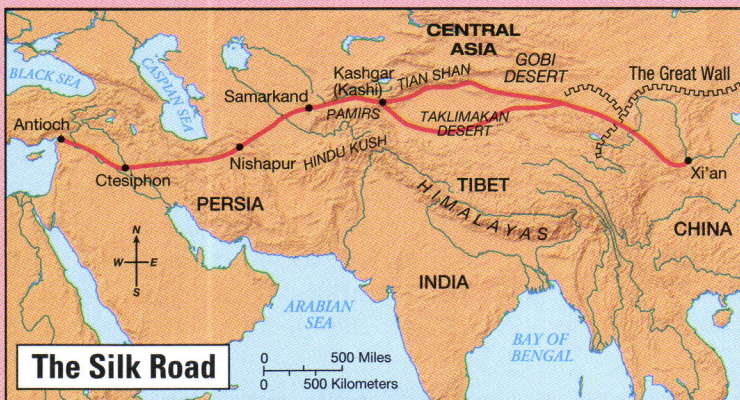 CENTRAL
ASIA
GOBI
DESERT
BLACK SEA
CASPIAN SEA
Kashgar
(Kashi)
TIAN SHAN
The Great Wall
Samarkand
PAMIRS
TAKLIMAKAN
DESERT
Antioch
Nishapur
HINDU KUSH
Ctesiphon
TIBET
Xi'an
PERSIA
HIMALAYAS
CHINA
N
W
E
S
INDIA
ARABIAN
SEA
BAY OF
BENGAL
The Silk Road
0 500 Miles
0 500 Kilometers